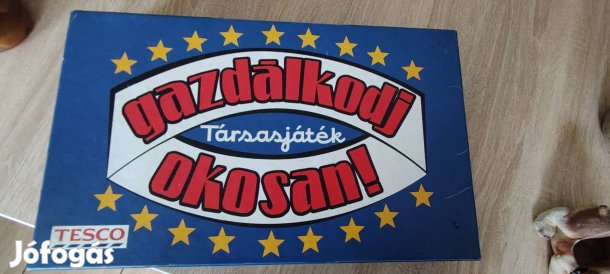 gazdálkodj
Társasjáték
okosan!
TESCO
Jófogás